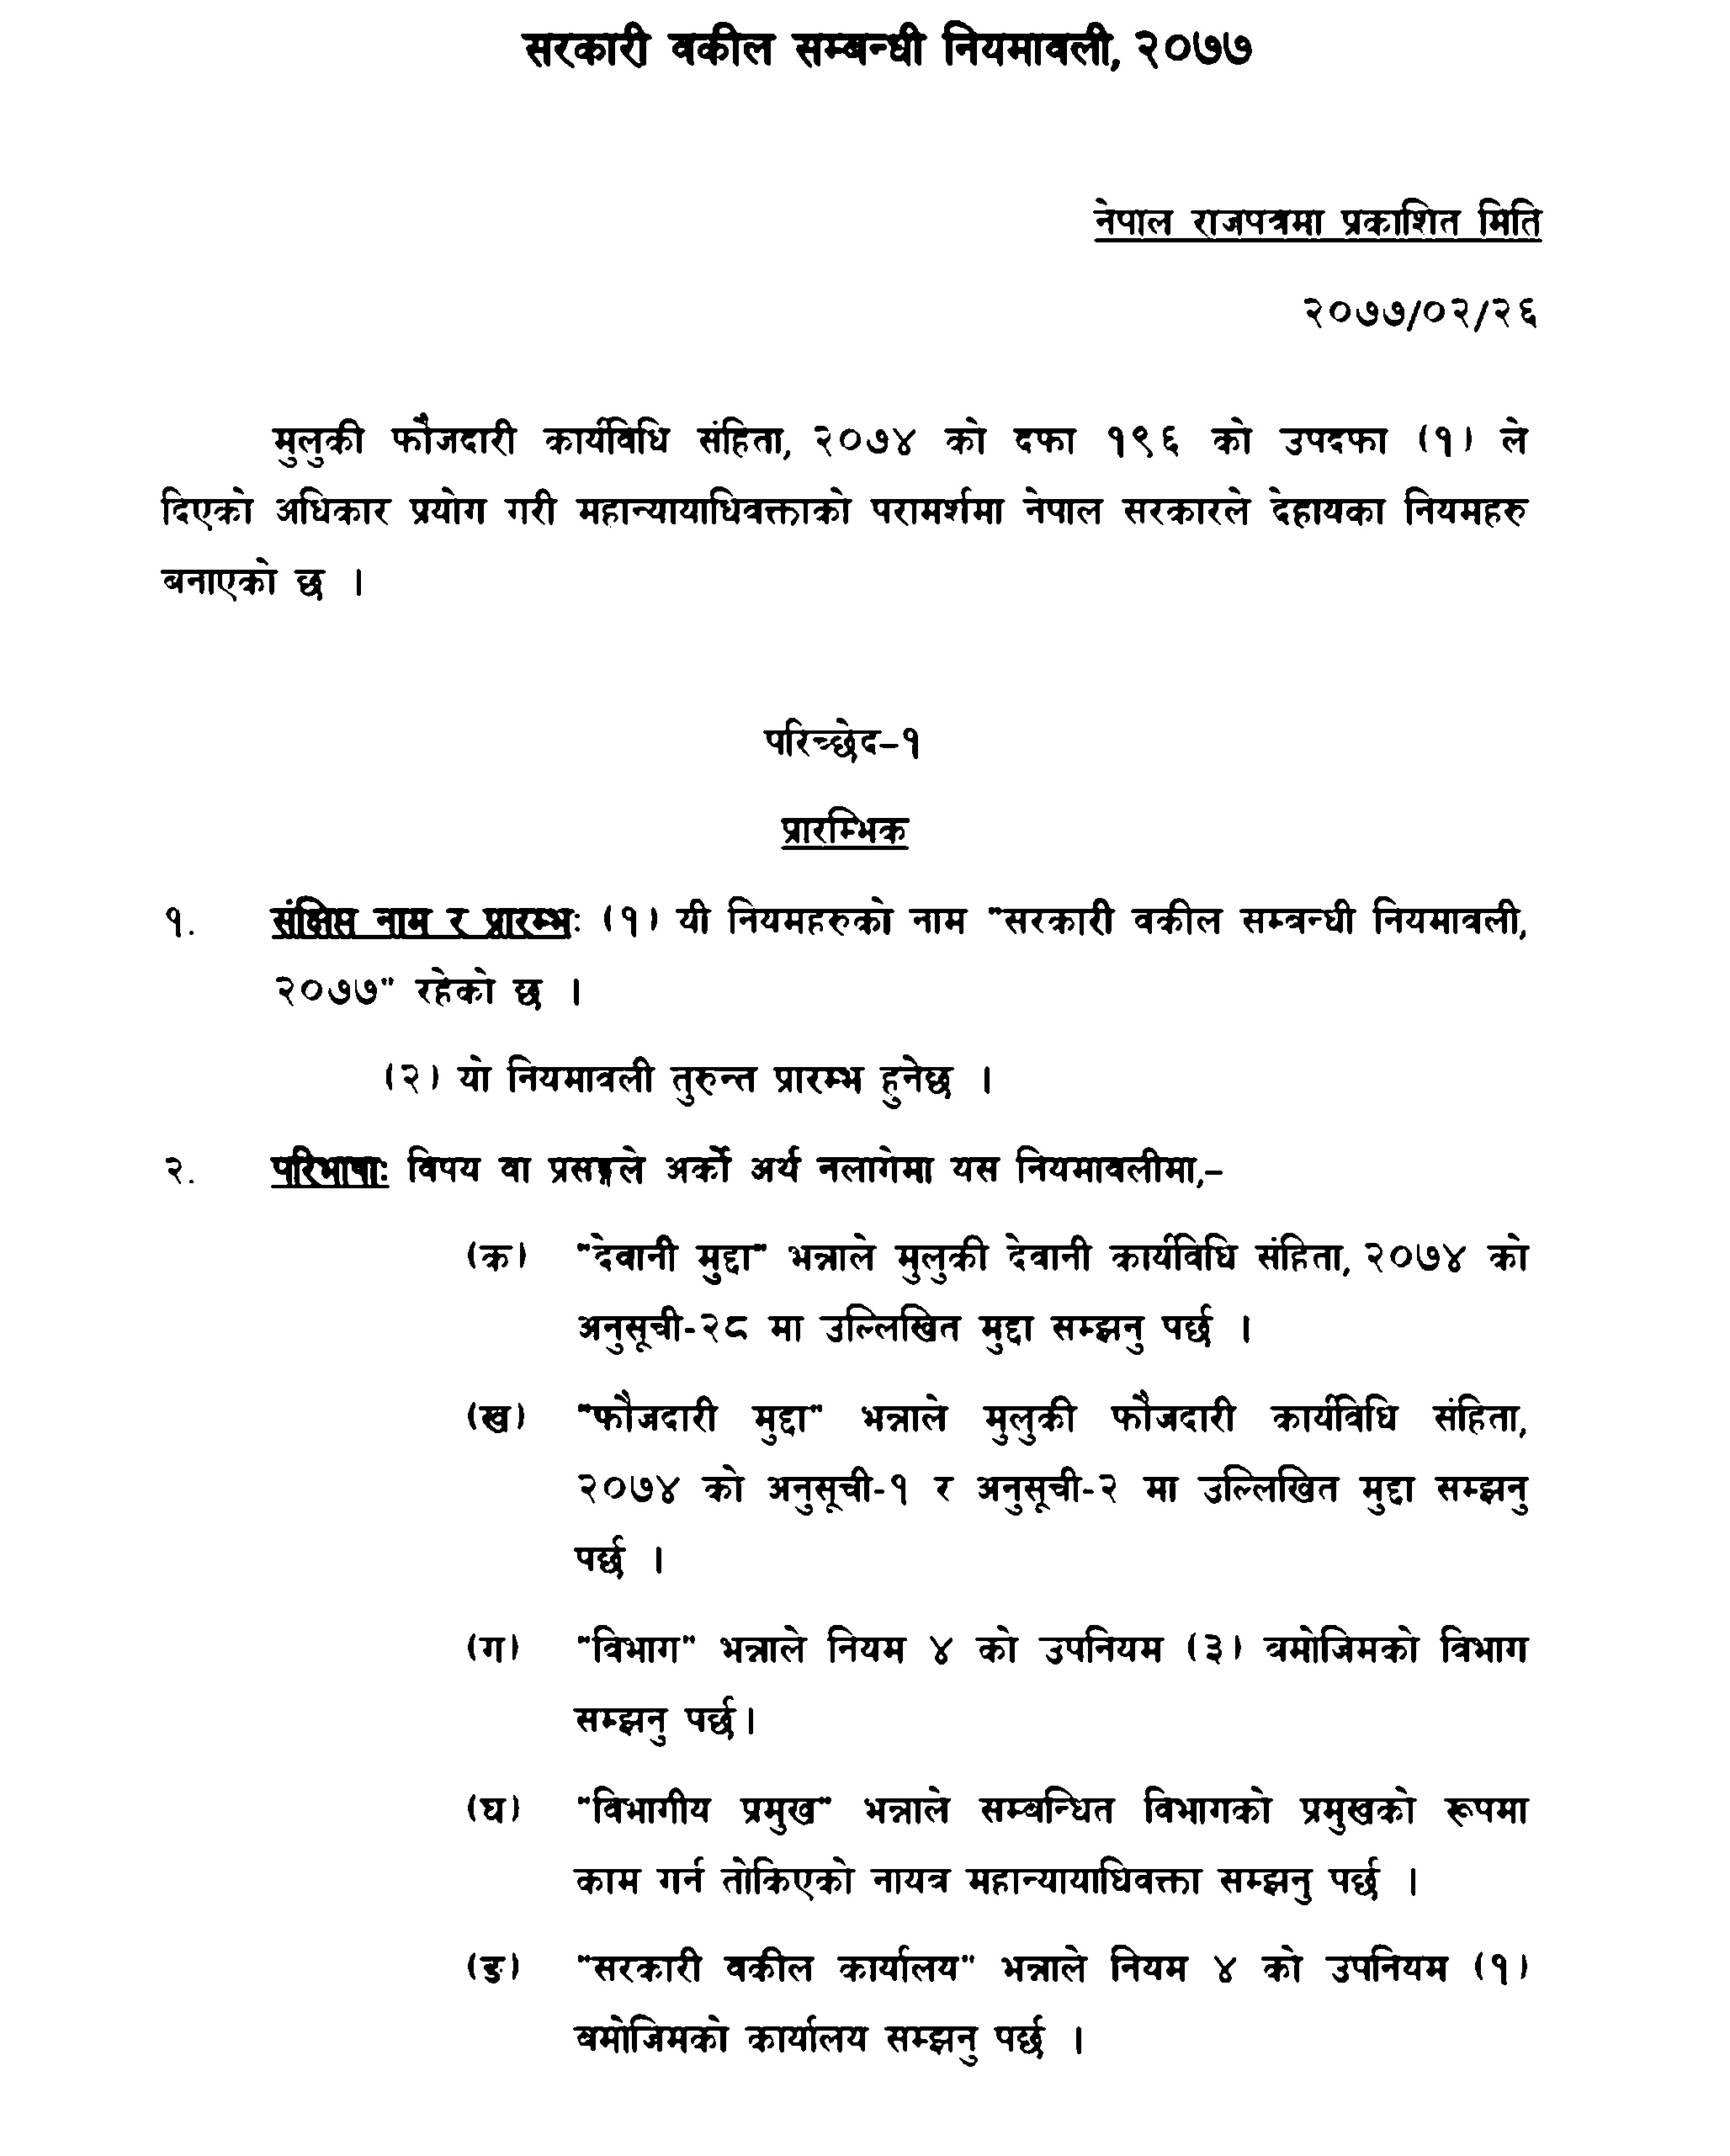 सरकारी वकील सम्बन्धी नियमावली, २०७७
नेपाल राजपत्रमा प्रकाशित मिति
२०७७/०२/२६
मुलुकी फौजदारी कार्यविधि संहिता, २०७४ को दफा १९६ को उपदफा (१) ले
दिएको अधिकार प्रयोग गरी महान्यायाधिवक्ताको परामर्शमा नेपाल सरकारले देहायका नियमहरु
बनाएको छ ।
परिच्छेद–१
प्रारम्भिक
१. संक्षिप्त नाम र प्रारम्भः (१) यी नियमहरुको नाम "सरकारी वकील सम्बन्धी नियमावली,
२०७७" रहेको छ ।
(२) यो नियमावली तुरुन्त प्रारम्भ हुनेछ ।
२. परिभाषाः विषय वा प्रसङ्गले अर्को अर्थ नलागेमा यस नियमावलीमा,–
(क) "देवानी मुद्दा" भन्नाले मुलुकी देवानी कार्यविधि संहिता, २०७४ को
अनुसूची-२८ मा उल्लिखित मुद्दा सम्झनु पर्छ ।
(ख) "फौजदारी मुद्दा" भन्नाले मुलुकी फौजदारी कार्यविधि संहिता,
२०७४ को अनुसूची-१ र अनुसूची-२ मा उल्लिखित मुद्दा सम्झनु
पर्छ ।
(ग) "विभाग" भन्नाले नियम ४ को उपनियम (३) बमोजिमको विभाग
सम्झनु पर्छ।
(घ) "विभागीय प्रमुख" भन्नाले सम्बन्धित विभागको प्रमुखको रूपमा
काम गर्न तोकिएको नायब महान्यायाधिवक्ता सम्झनु पर्छ ।
(ङ) "सरकारी वकील कार्यालय" भन्नाले नियम ४ को उपनियम (१)
बमोजिमको कार्यालय सम्झनु पर्छ ।